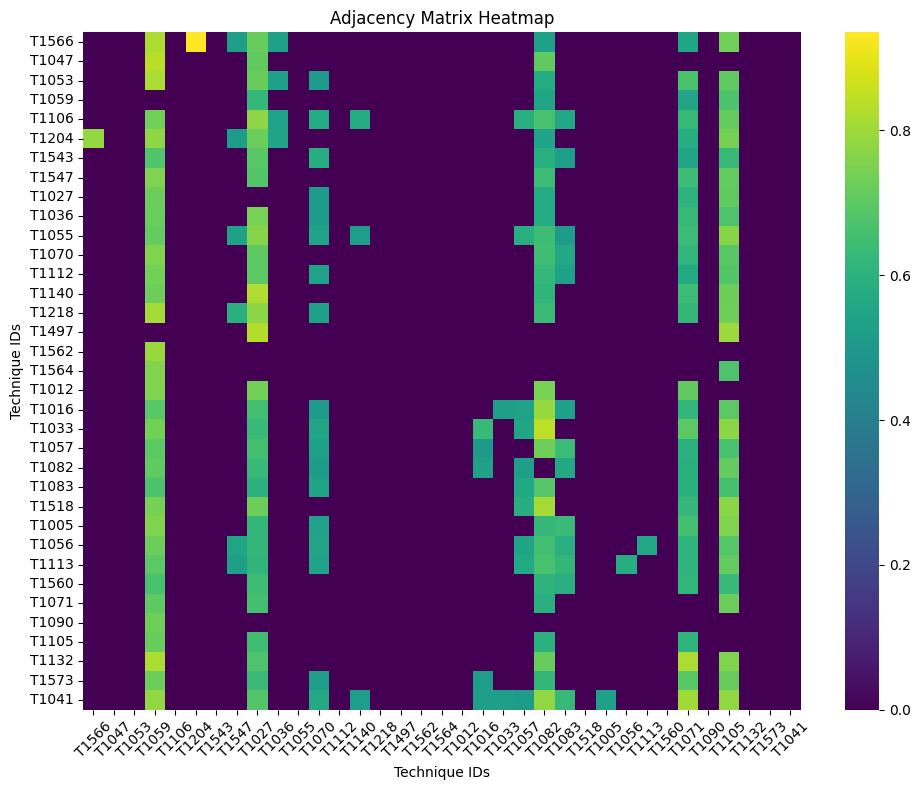 Adjacency Matrix Heatmap
Technique IDs
T1566
T1047
T1053
T1059
T1106
T1204
T1543
T1547
T1027
T1036
T1055
T1070
T1112
T1140
T1218
T1497
T1562
T1564
T1012
T1016
T1033
T1057
T1082
T1083
T1518
T1005
T1056
T1113
T1560
T1071
T1090
T1105
T1132
T1573
T1041
T1566 T1047 T1053 T1059 T1106 T1204 T1543 T1547 T1027 T1036 T1055 T1070 T1112 T1140 T1218 T1497 T1562 T1564 T1012 T1016 T1033 T1057 T1082 T1083 T1518 T1005 T1056 T1113 T1560 T1071 T1090 T1105 T1132 T1573 T1041
Technique IDs
0.8
0.6
0.4
0.2
0.0